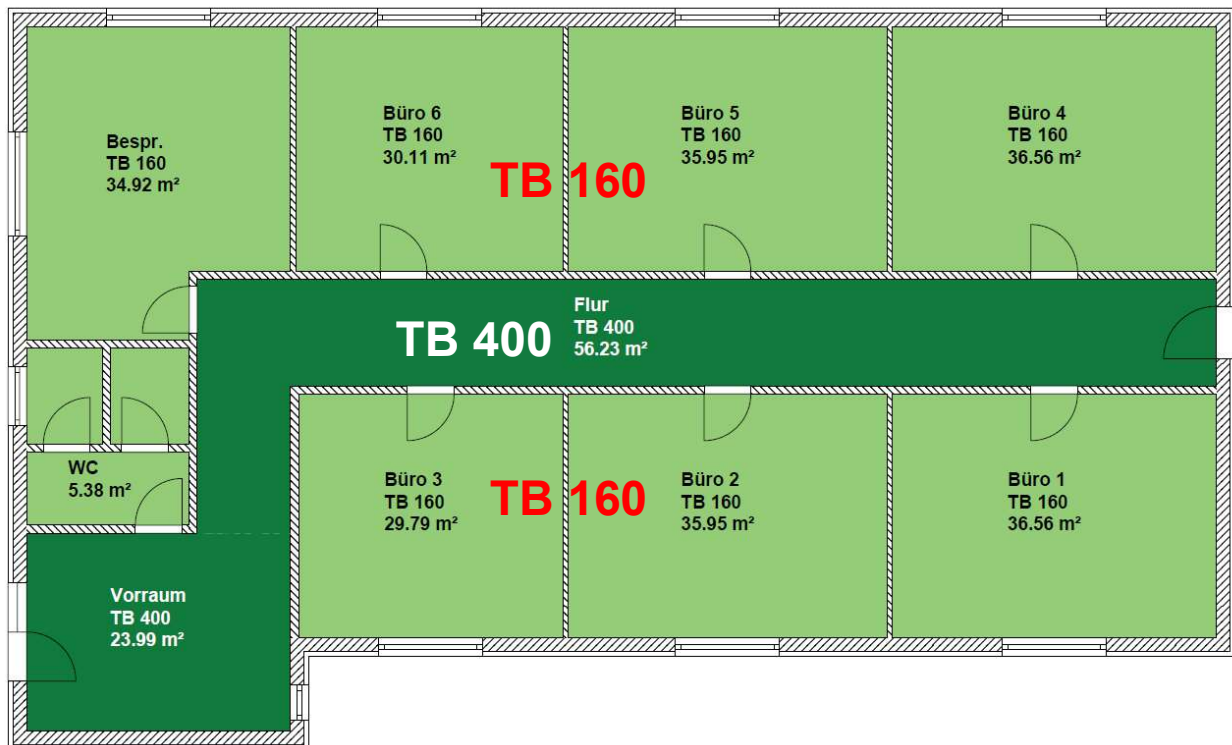 Büro 6
TB 160
30.11 m²
Büro 5
TB 160
35.95 m²
Büro 4
TB 160
36.56 m²
Bespr.
TB 160
34.92 m²
TB 160
Flur
TB 400
56.23 m²
TB 400
WC
5.38 m²
Büro 3
TB 160
29.79 m²
TB 160
Büro 2
TB 160
35.95 m²
Büro 1
TB 160
36.56 m²
Vorraum
TB 400
23.99 m²